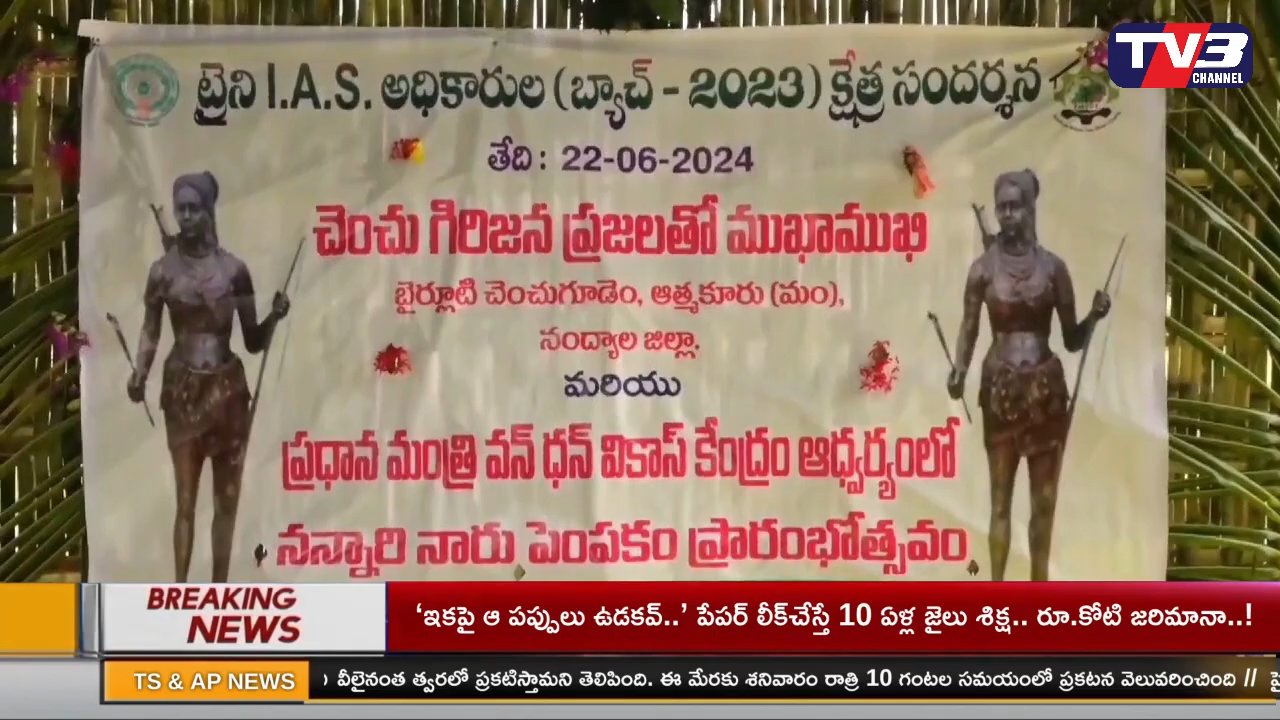 TV3
CHANNEL
ట్రైని I.A.S. అధికారుల (బ్యాచ్ - 2023) క్షేత్ర సందర్శన
తేది : 22-06-2024
చెంచు గిరిజన ప్రజలతో ముఖాముఖి
బైర్లూటి చెంచుగూడెం, ఆత్మకూరు (మం),
నంద్యాల జిల్లా.
మరియు
ప్రధాన మంత్రి వన్ ధన్ వికాస్ కేంద్రం ఆధ్వర్యంలో
నన్నారి నారు పెంపకం ప్రారంభోత్సవం
BREAKING
NEWS
‘ఇకపై ఆ పప్పులు ఉడకవ్..’ పేపర్ లీక్‌చేస్తే 10 ఏళ్ల జైలు శిక్ష.. రూ.కోటి జరిమానా..!
TS & AP NEWS
వీలైనంత త్వరలో ప్రకటిస్తామని తెలిపింది. ఈ మేరకు శనివారం రాత్రి 10 గంటల సమయంలో ప్రకటన వెలువరించింది //